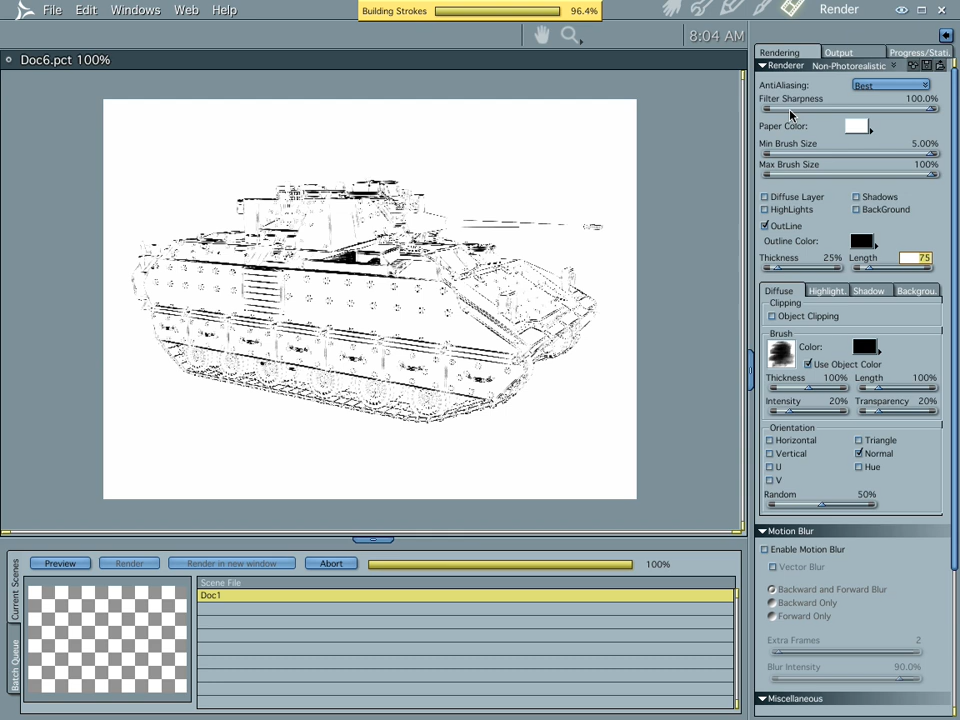 File Edit Windows Web Help
Building Strokes 96.4%
Render
8:04 AM
Doc6.pct 100%
Rendering Output Progress/Stati.
Renderer Non-Photorealistic
AntiAliasing: Best
Filter Sharpness 100.0%
Paper Color:
Min Brush Size 5.00%
Max Brush Size 100%
Diffuse Layer Shadows
HighLights BackGround
OutLine
Outline Color:
Thickness 25% Length 75
Diffuse Highlight. Shadow Backgrou.
Clipping
Object Clipping
Brush
Color:
Use Object Color
Thickness 100% Length 100%
Intensity 20% Transparency 20%
Orientation
Horizontal Triangle
Vertical Normal
U Hue
V
Random 50%
Motion Blur
Enable Motion Blur
Vector Blur
Backward and Forward Blur
Backward Only
Forward Only
Extra Frames 2
Blur Intensity 90.0%
Miscellaneous
Current Scenes
Batch Queue
Preview Render Render in new window Abort 100%
Scene File
Doc1